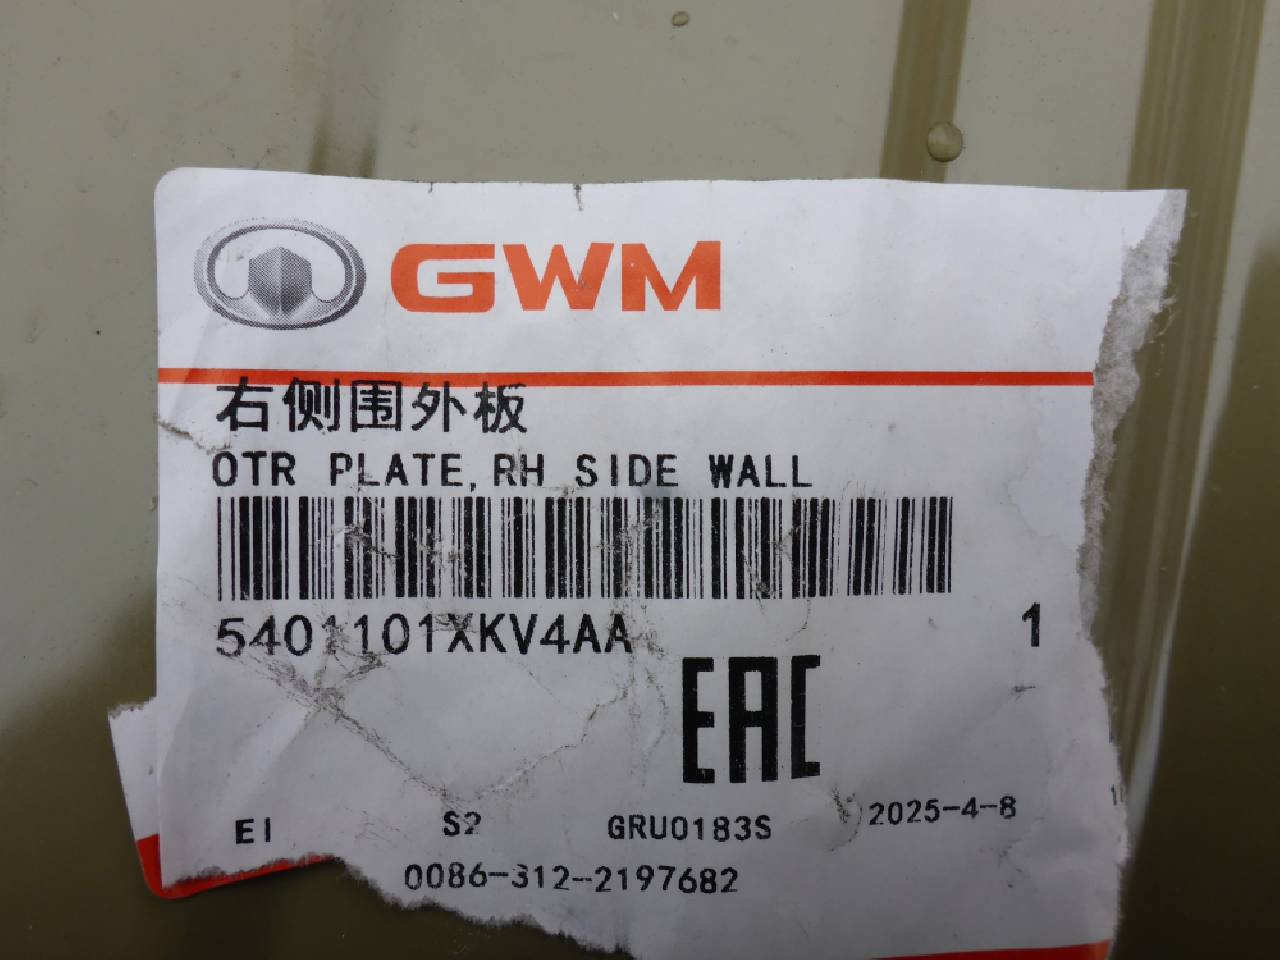 GWM
右侧围外板
OTR PLATE,RH SIDE WALL
5401101XKV4AA 1
EAC
EI S2 GRU0183S 2025-4-8
0086-312-2197682